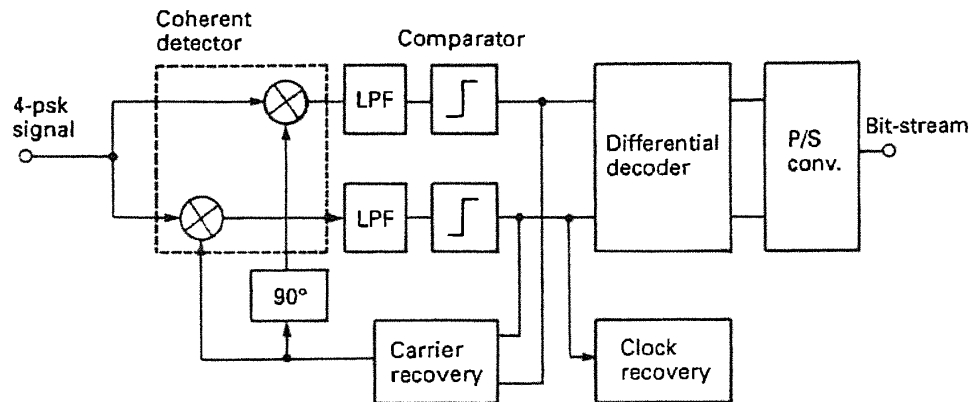 Coherent
detector
Comparator
4-psk
signal
LPF
Differential
decoder
P/S
conv.
Bit-stream
LPF
90°
Carrier
recovery
Clock
recovery